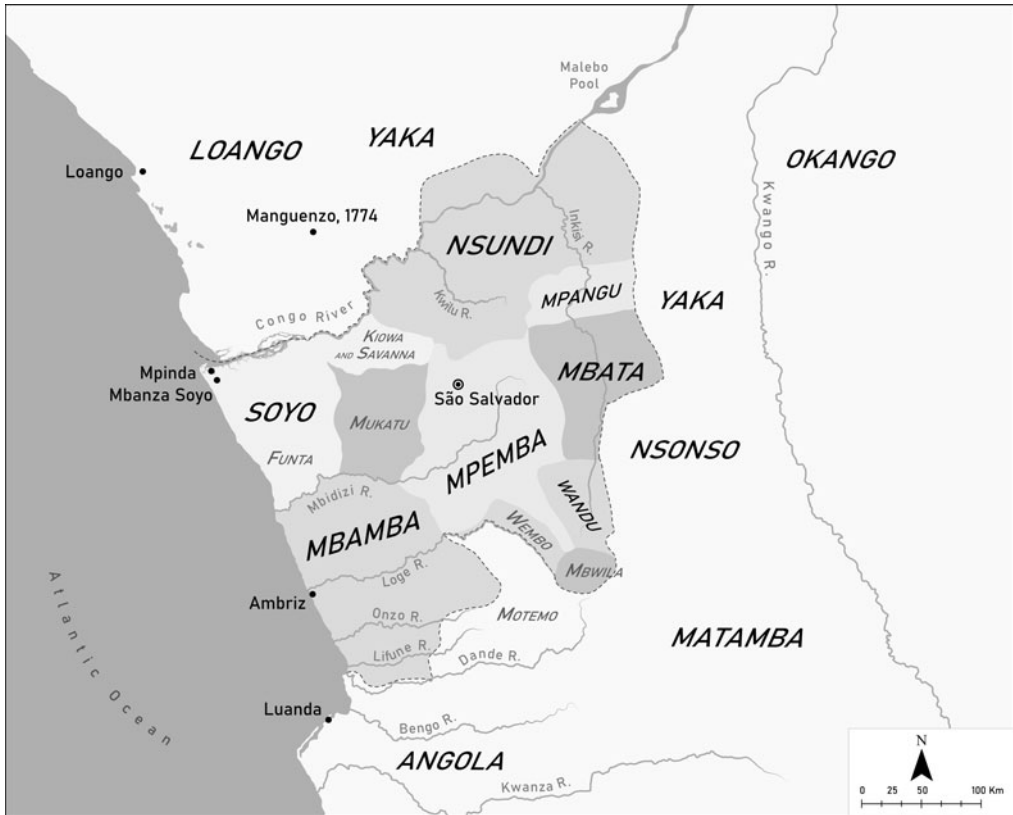 Malebo
Pool
LOANGO
YAKA
OKANGO
Loango
Manguenzo, 1774
Kwango R.
NSUNDI
Inkisi R.
MPANGU
YAKA
Kwilu R.
Congo River
KIOWA
AND SAVANNA
Mpinda
Mbanza Soyo
São Salvador
MBATA
SOYO
MUKATU
FUNTA
MPEMBA
NSONSO
Mbidizi R.
WANDU
MBAMBA
WEMBO
MBWILA
Loge R.
Ambriz
Onzo R.
MOTEMO
MATAMBA
Lifune R.
Dande R.
Atlantic Ocean
Luanda
Bengo R.
ANGOLA
Kwanza R.
N
0 25 50 100 Km